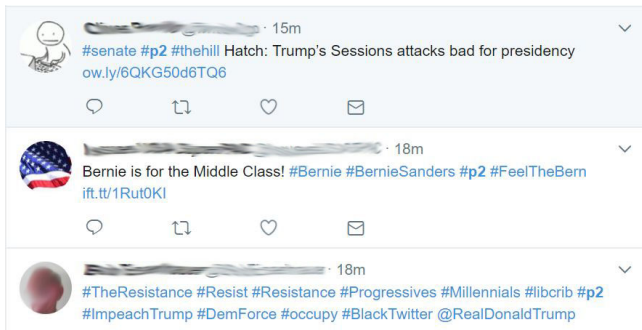 · 15m
#senate #p2 #thehill Hatch: Trump's Sessions attacks bad for presidency
ow.ly/6QKG50d6TQ6
· 18m
Bernie is for the Middle Class! #Bernie #BernieSanders #p2 #FeelTheBern
ift.tt/1Rut0KI
· 18m
#TheResistance #Resist #Resistance #Progressives #Millennials #libcrib #p2
#ImpeachTrump #DemForce #occupy #BlackTwitter @RealDonaldTrump